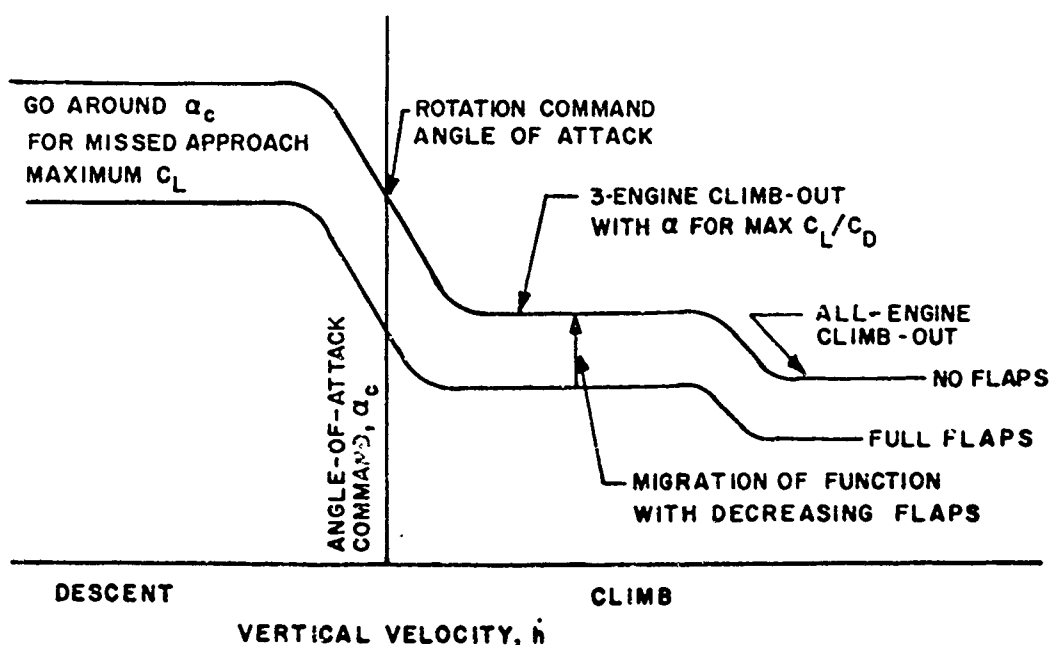 GO AROUND αc
FOR MISSED APPROACH
MAXIMUM CL
ROTATION COMMAND
ANGLE OF ATTACK
3-ENGINE CLIMB-OUT
WITH α FOR MAX CL/CD
ALL-ENGINE
CLIMB-OUT
NO FLAPS
FULL FLAPS
MIGRATION OF FUNCTION
WITH DECREASING FLAPS
ANGLE-OF-ATTACK
COMMAND, αc
DESCENT
CLIMB
VERTICAL VELOCITY, ḣ